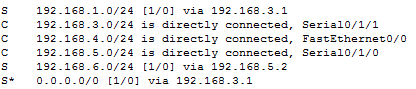 S 192.168.1.0/24 [1/0] via 192.168.3.1
C 192.168.3.0/24 is directly connected, Serial0/1/1
C 192.168.4.0/24 is directly connected, FastEthernet0/0
C 192.168.5.0/24 is directly connected, Serial0/1/0
S 192.168.6.0/24 [1/0] via 192.168.5.2
S* 0.0.0.0/0 [1/0] via 192.168.3.1